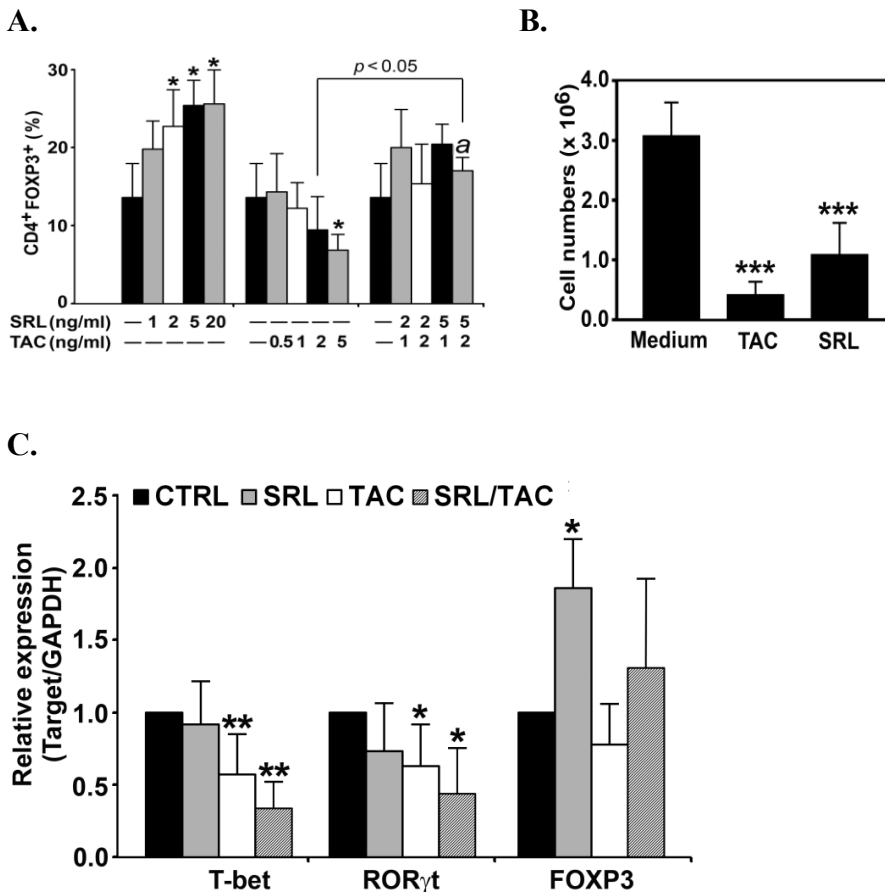 A.
B.
p < 0.05
CD4+FOXP3+ (%)
30
20
10
0
* * *
*
a
SRL (ng/ml) — 1 2 5 20 — — — — — — 2 2 5 5
TAC (ng/ml) — — — — — — 0.5 1 2 5 — 1 2 1 2
Cell numbers (x 10⁶)
4.0
3.0
1.0
0.0
***
***
Medium TAC SRL
C.
CTRL SRL TAC SRL/TAC
Relative expression
(Target/GAPDH)
2.5
2.0
1.5
1.0
0.5
0.0
**
**
*
*
*
T-bet RORγt FOXP3